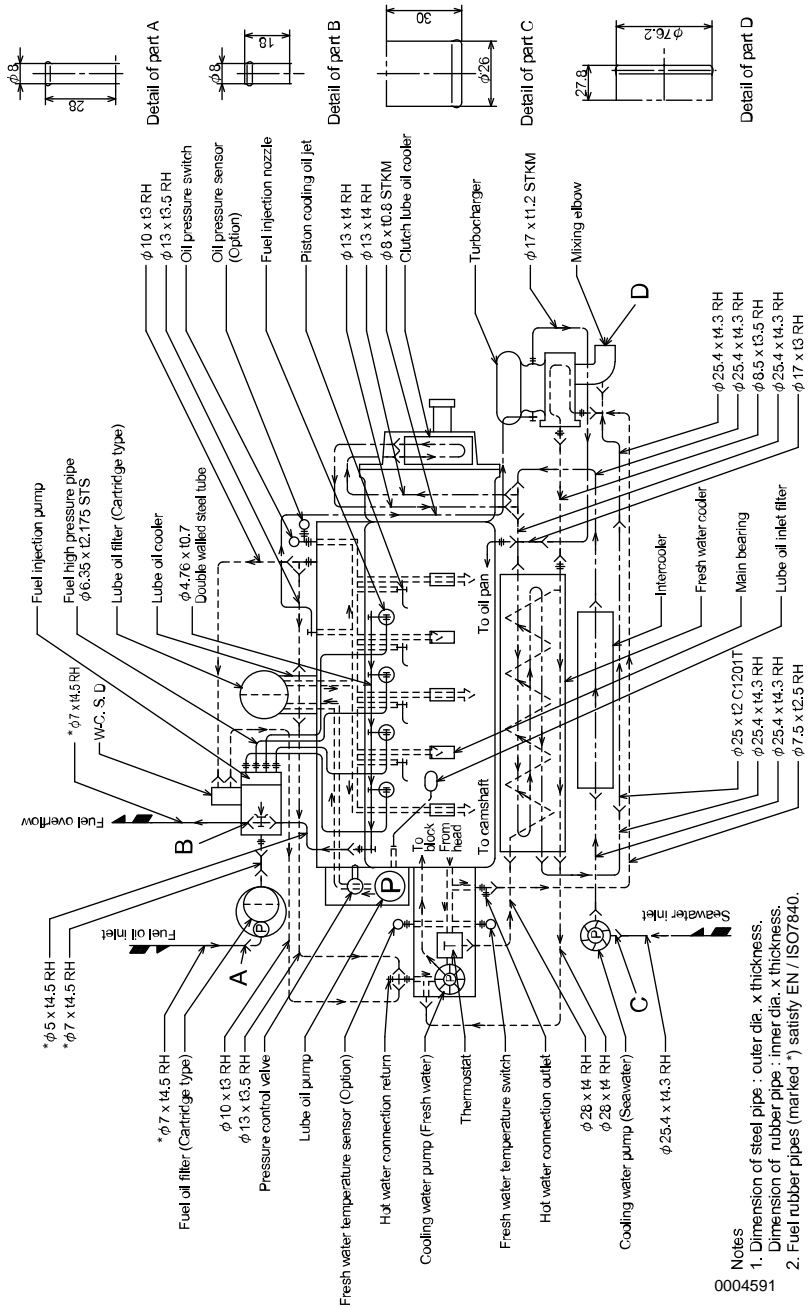 Fuel injection pump
Fuel high pressure pipe
φ6.35 x t2.175 STS
Lube oil filter (Cartridge type)
Lube oil cooler
φ4.76 x t0.7
Double walled steel tube
φ10 x t3 RH
φ13 x t3.5 RH
Oil pressure switch
Oil pressure sensor
(Option)
Fuel injection nozzle
Piston cooling oil jet
φ13 x t4 RH
φ13 x t4 RH
φ8 x t0.8 STKM
Clutch lube oil cooler
Turbocharger
φ17 x t1.2 STKM
Mixing elbow
D
*φ7 x t4.5 RH
W-C. S. D
Fuel overflow
B
*φ5 x t4.5 RH
*φ7 x t4.5 RH
Fuel oil inlet
A
P
*φ7 x t4.5 RH
Fuel oil filter (Cartridge type)
φ10 x t3 RH
φ13 x t3.5 RH
Pressure control valve
Lube oil pump
Fresh water temperature sensor (Option)
Hot water connection return
Cooling water pump (Fresh water)
Thermostat
Fresh water temperature switch
Hot water connection outlet
φ28 x t4 RH
φ28 x t4 RH
Cooling water pump (Seawater)
φ25.4 x t4.3 RH
P
To
block
From
head
T
P
To camshaft
To oil pan
P
C
Seawater inlet
φ25.4 x t4.3 RH
φ25.4 x t4.3 RH
φ8.5 x t3.5 RH
φ25.4 x t4.3 RH
φ17 x t3 RH
Intercooler
Fresh water cooler
Main bearing
Lube oil inlet filter
φ25 x t2 C1201T
φ25.4 x t4.3 RH
φ25.4 x t4.3 RH
φ7.5 x t2.5 RH
φ8
28
Detail of part A
φ8
18
Detail of part B
30
φ26
Detail of part C
27.8
φ76.2
Detail of part D
Notes
1. Dimension of steel pipe : outer dia. x thickness.
Dimension of rubber pipe : inner dia. x thickness.
2. Fuel rubber pipes (marked *) satisfy EN / ISO7840.
0004591